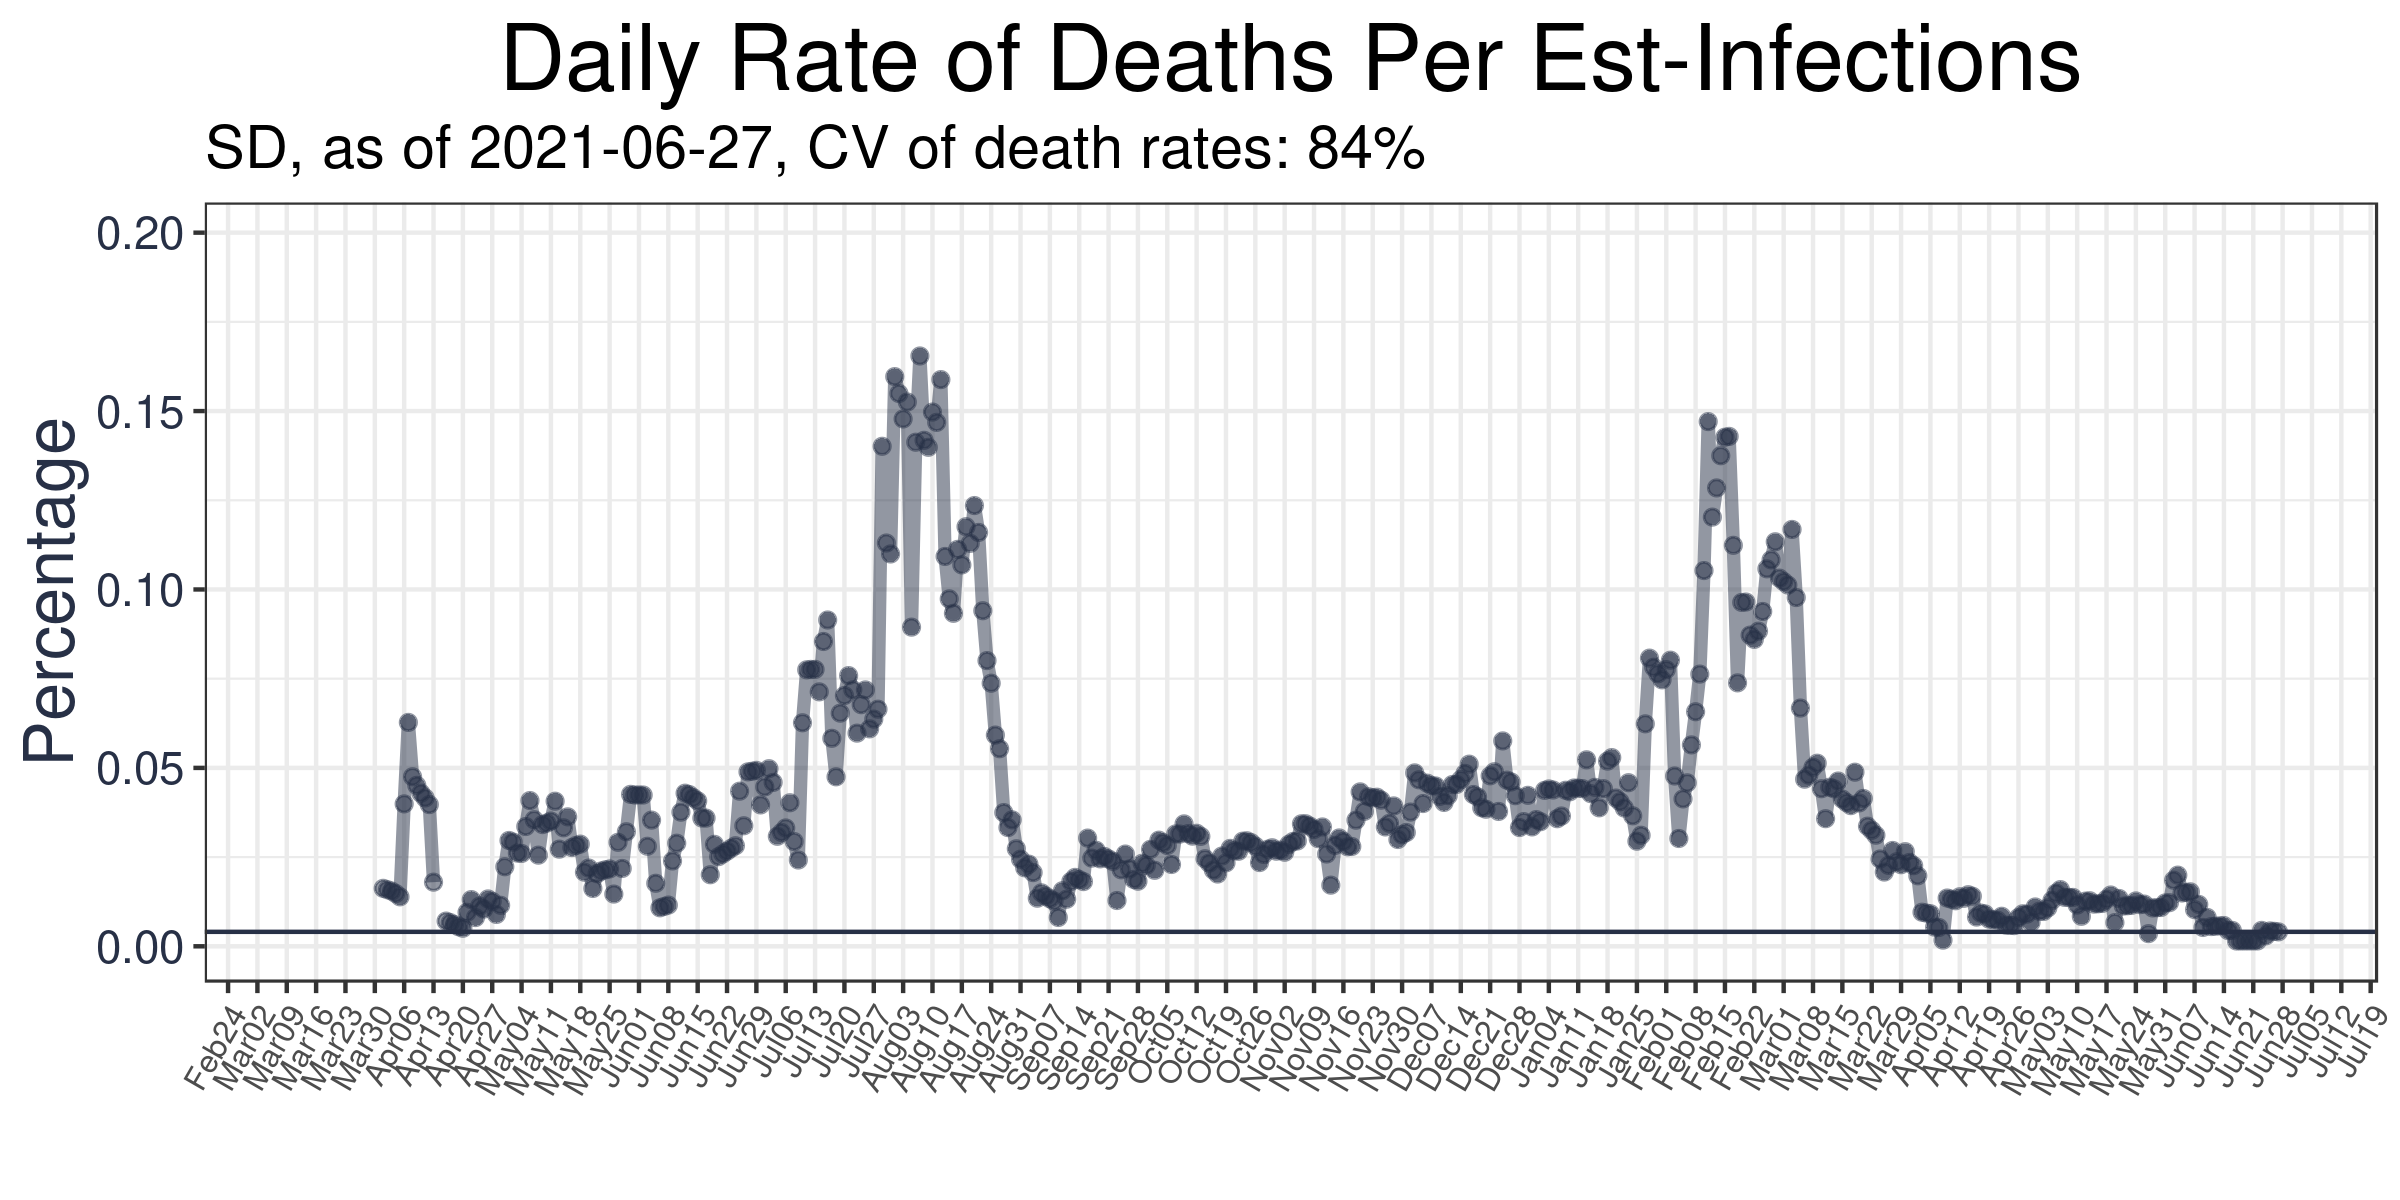 Daily Rate of Deaths Per Est-Infections
SD, as of 2021-06-27, CV of death rates: 84%
Percentage
0.20
0.15
0.10
0.05
0.00
Feb24
Mar02
Mar09
Mar16
Mar23
Mar30
Apr06
Apr13
Apr20
Apr27
May04
May11
May18
May25
Jun01
Jun08
Jun15
Jun22
Jun29
Jul06
Jul13
Jul20
Jul27
Aug03
Aug10
Aug17
Aug24
Aug31
Sep07
Sep14
Sep21
Sep28
Oct05
Oct12
Oct19
Oct26
Nov02
Nov09
Nov16
Nov23
Nov30
Dec07
Dec14
Dec21
Dec28
Jan04
Jan11
Jan18
Jan25
Feb01
Feb08
Feb15
Feb22
Mar01
Mar08
Mar15
Mar22
Mar29
Apr05
Apr12
Apr19
Apr26
May03
May10
May17
May24
May31
Jun07
Jun14
Jun21
Jun28
Jul05
Jul12
Jul19